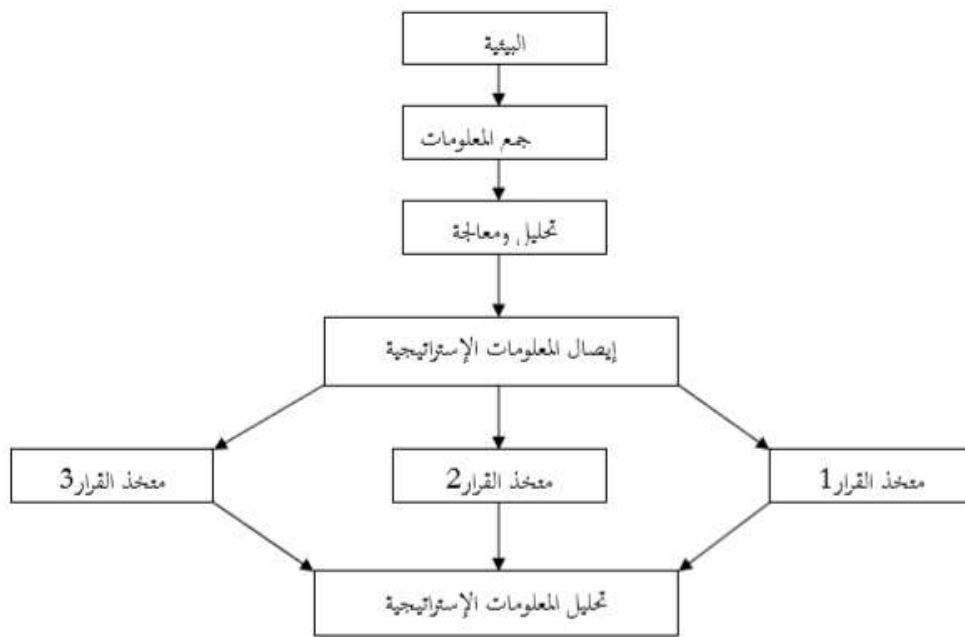 البيئية
جمع المعلومات
تحليل ومعالجة
إيصال المعلومات الإستراتيجية
متخذ القرار1
متخذ القرار2
متخذ القرار3
تحليل المعلومات الإستراتيجية